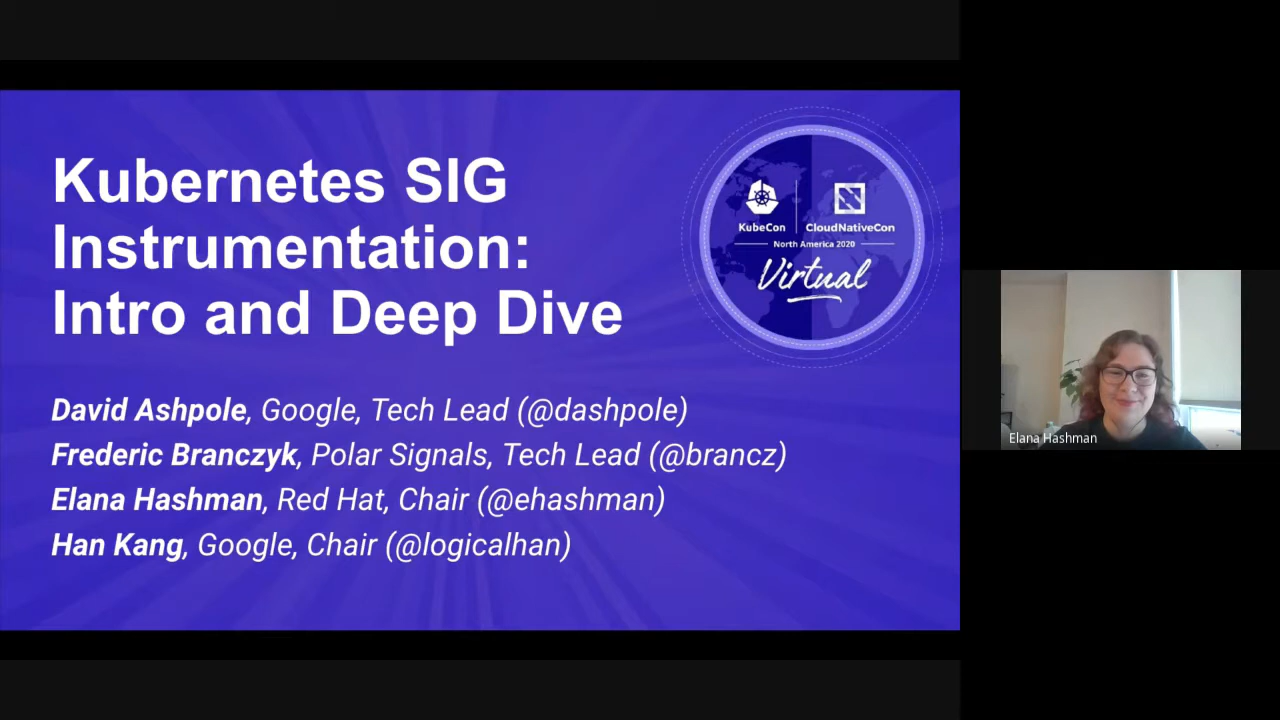 Kubernetes SIG
Instrumentation:
Intro and Deep Dive
KubeCon
CloudNativeCon
North America 2020
Virtual
David Ashpole, Google, Tech Lead (@dashpole)
Frederic Branczyk, Polar Signals, Tech Lead (@brancz)
Elana Hashman, Red Hat, Chair (@ehashman)
Han Kang, Google, Chair (@logicalhan)
Elana Hashman